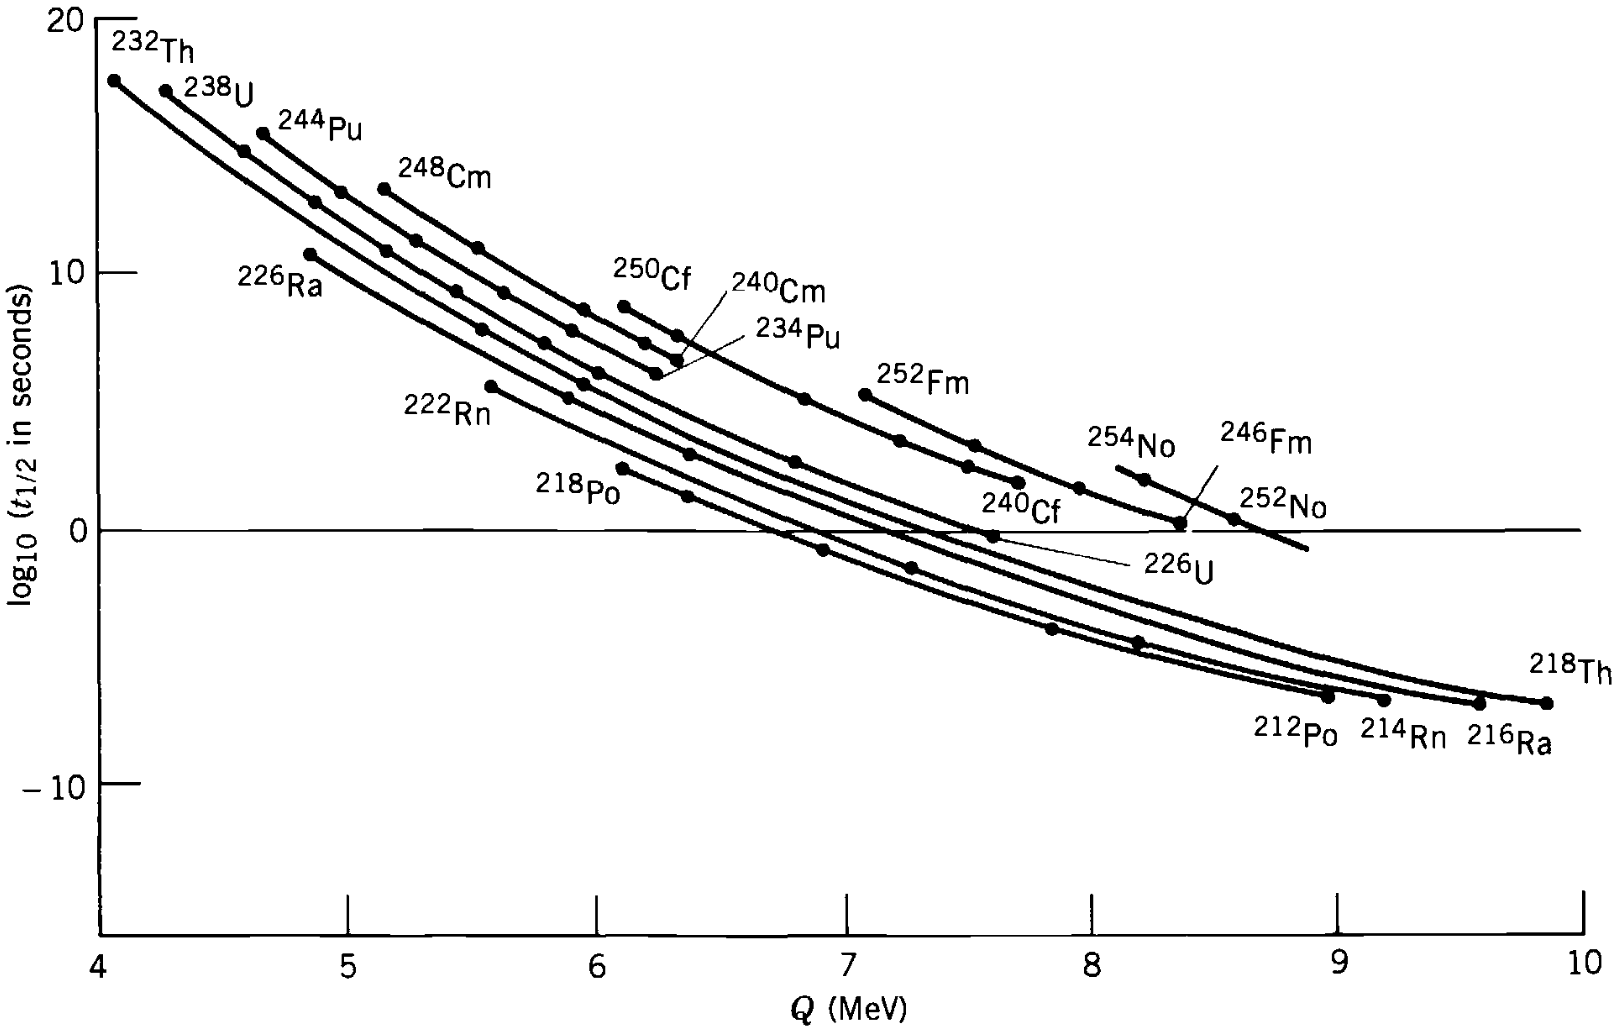 20
232Th
238U
244Pu
248Cm
10
226Ra
250Cf
240Cm
234Pu
222Rn
252Fm
218Po
254No
246Fm
240Cf
252No
0
226U
218Th
212Po 214Rn 216Ra
-10
log10 (t1/2 in seconds)
4 5 6 7 8 9 10
Q (MeV)